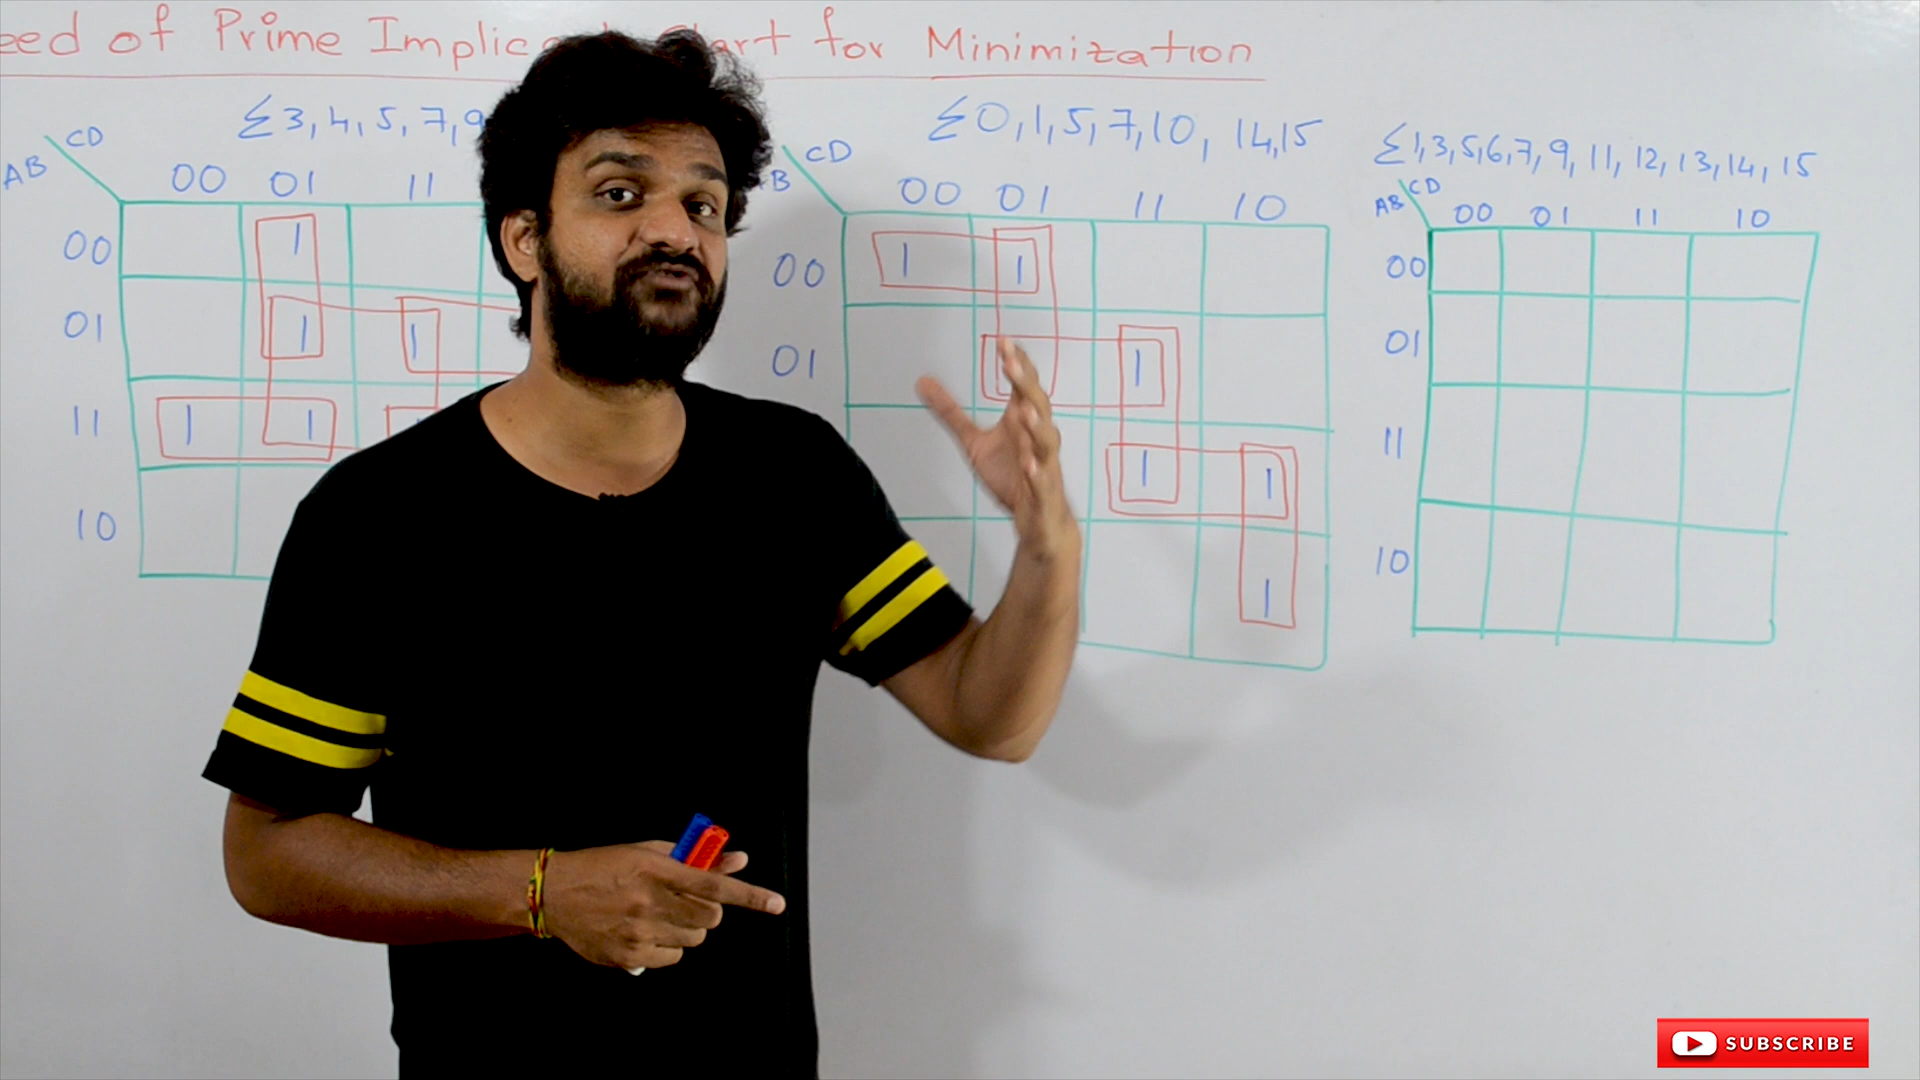 eed of Prime Implic chart for Minimization
Σ3,4,5,7,9
CD
AB
00 01 11
00 1
01 1 1
11 1 1
10
Σ0,1,5,7,10, 14,15
CD
B
00 01 11 10
00 1 1
01 1
1 1
1
Σ1,3,5,6,7,9,11,12,13,14,15
CD
AB
00 01 11 10
00
01
11
10
SUBSCRIBE